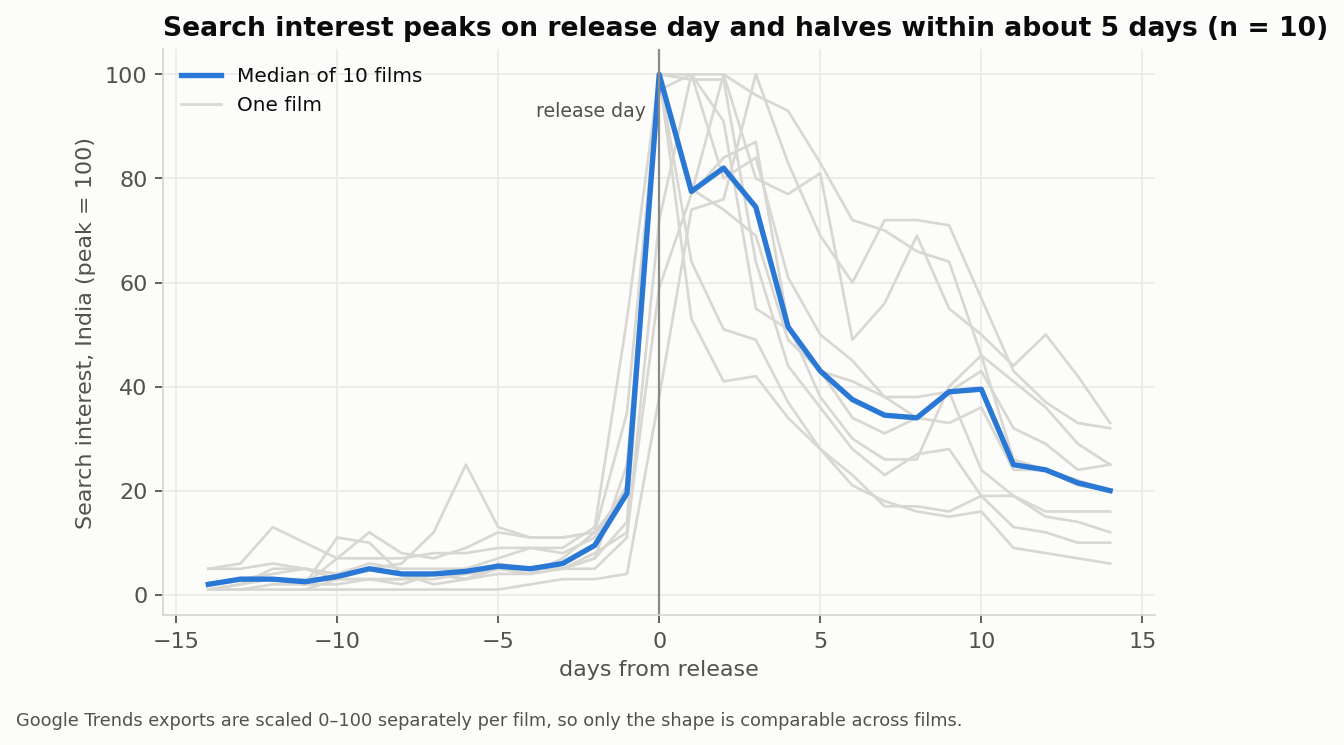 Search interest peaks on release day and halves within about 5 days (n = 10)
Median of 10 films
One film
release day
Search interest, India (peak = 100)
100
80
60
40
20
0
−15 −10 −5 0 5 10 15
days from release
Google Trends exports are scaled 0–100 separately per film, so only the shape is comparable across films.